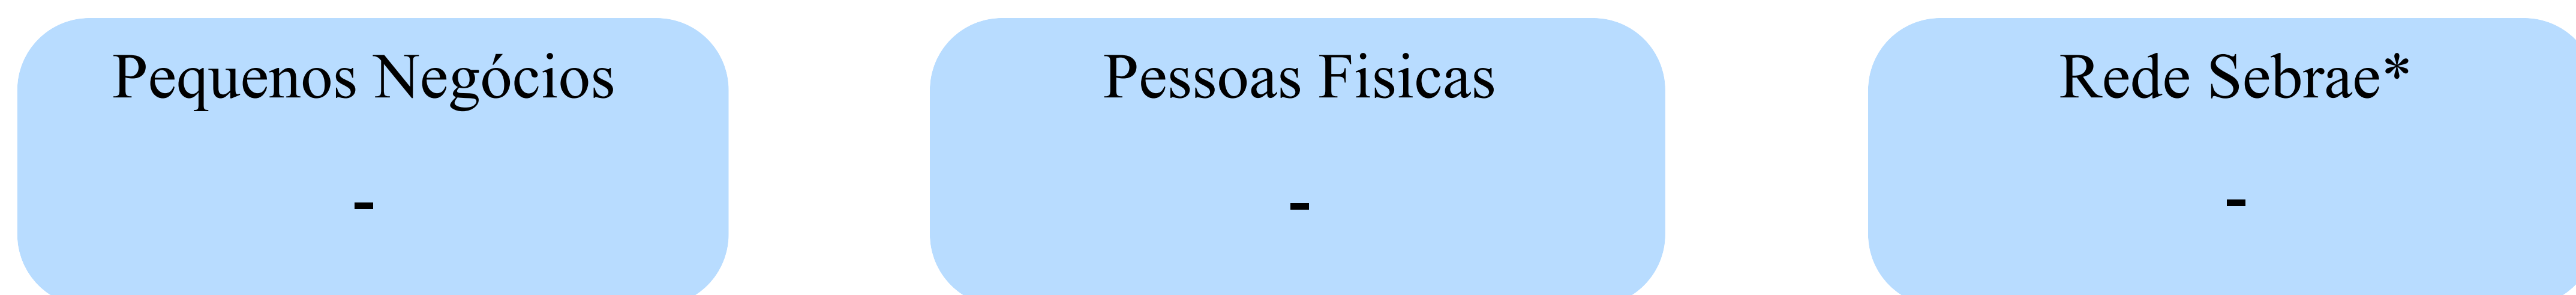 Pequenos Negócios
-
Pessoas Fisicas
-
Rede Sebrae*
-